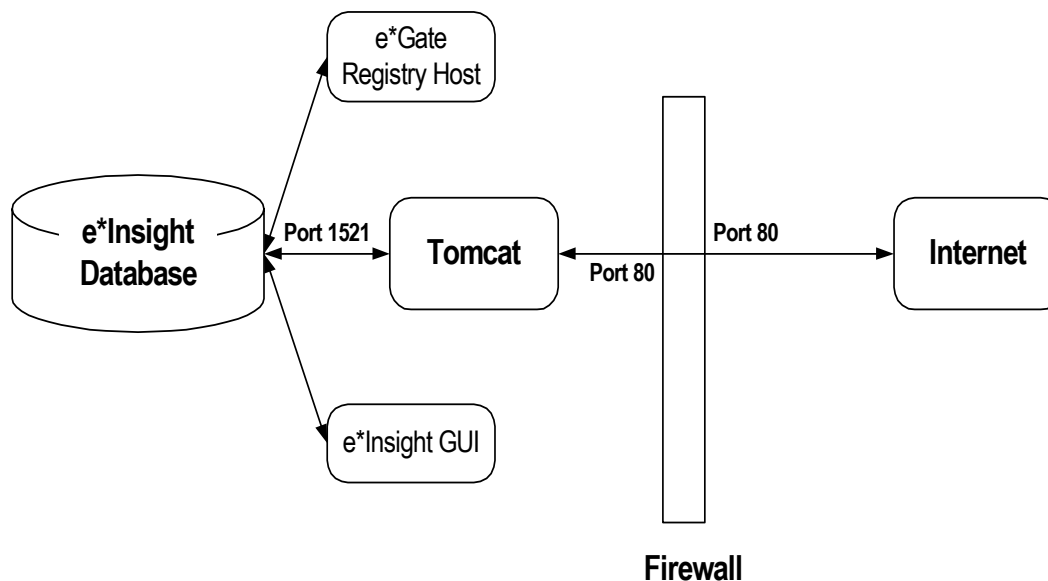 e*Gate
Registry Host
e*Insight
Database
Port 1521
Tomcat
Port 80
Port 80
Internet
e*Insight GUI
Firewall